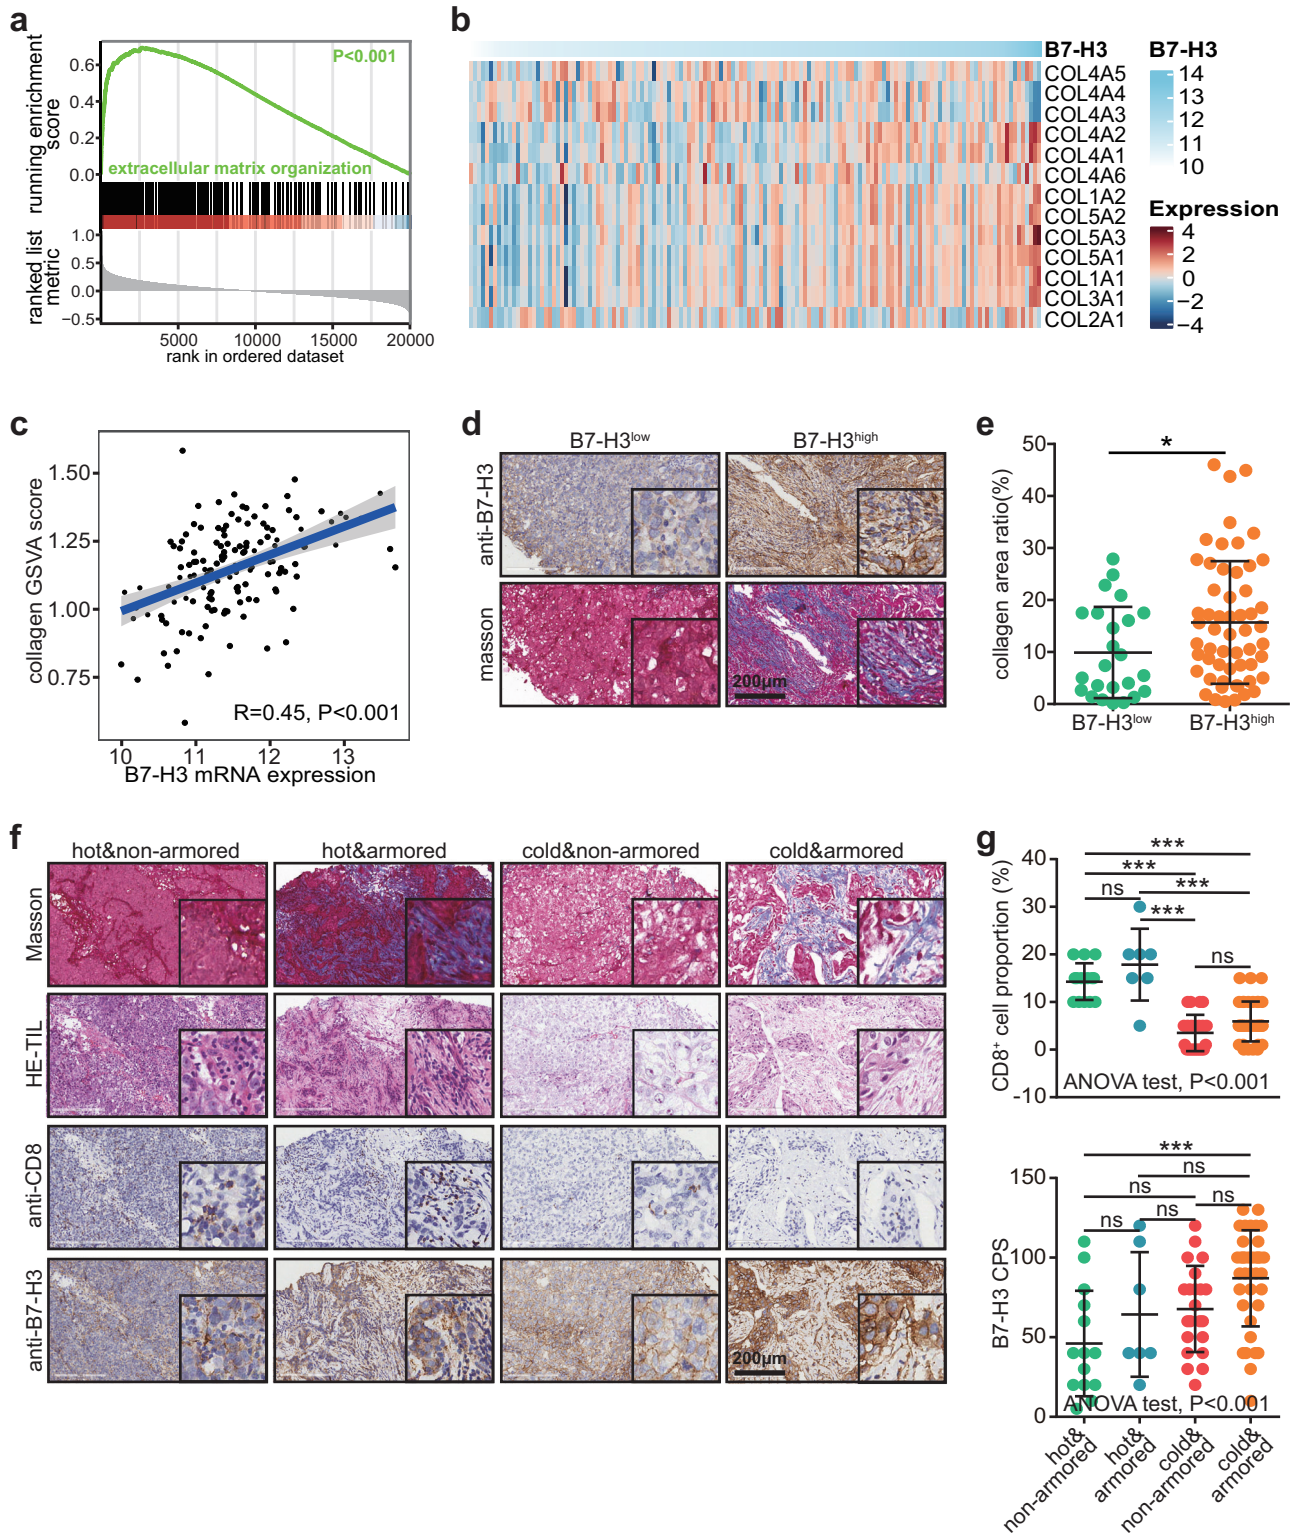 a
running enrichment
score
0.6
0.4
0.2
0.0
P<0.001
extracellular matrix organization
ranked list
metric
1.0
0.5
0.0
−0.5
5000
10000
15000
20000
rank in ordered dataset
b
B7-H3
COL4A5
COL4A4
COL4A3
COL4A2
COL4A1
COL4A6
COL1A2
COL5A2
COL5A3
COL5A1
COL1A1
COL3A1
COL2A1
B7-H3
14
13
12
11
10
Expression
4
2
0
−2
−4
c
collagen GSVA score
1.50
1.25
1.00
0.75
R=0.45, P<0.001
10
11
12
13
B7-H3 mRNA expression
d
B7-H3low
B7-H3high
anti-B7-H3
masson
200μm
e
collagen area ratio(%)
50
40
30
20
10
0
*
B7-H3low
B7-H3high
f
hot&non-armored
hot&armored
cold&non-armored
cold&armored
Masson
HE-TIL
anti-CD8
anti-B7-H3
200μm
g
CD8+ cell proportion (%)
40
30
20
10
0
-10
***
***
ns
***
***
ns
ANOVA test, P<0.001
B7-H3 CPS
150
100
50
0
***
ns
ns
ns
ns
ns
ANOVA test, P<0.001
hot&
non-armored
hot&
armored
cold&
non-armored
cold&
armored